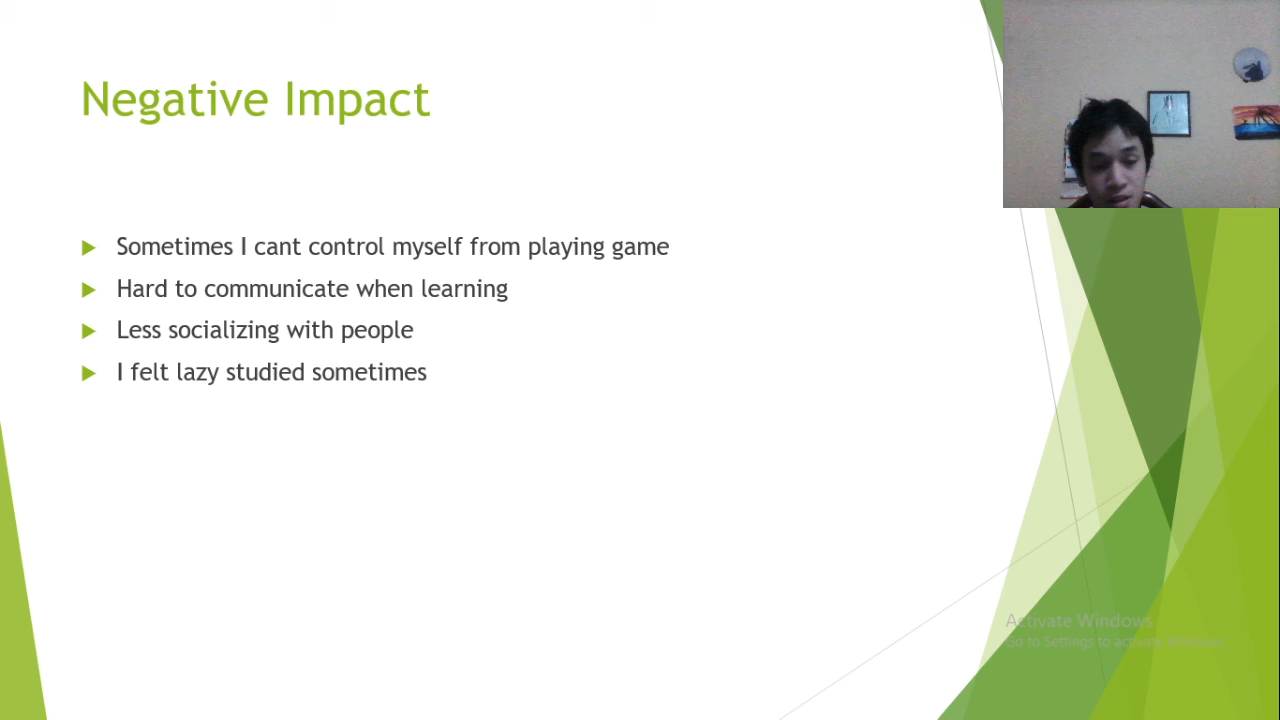 Negative Impact
Sometimes I cant control myself from playing game
Hard to communicate when learning
Less socializing with people
I felt lazy studied sometimes
Activate Windows
Go to Settings to activate Windows.